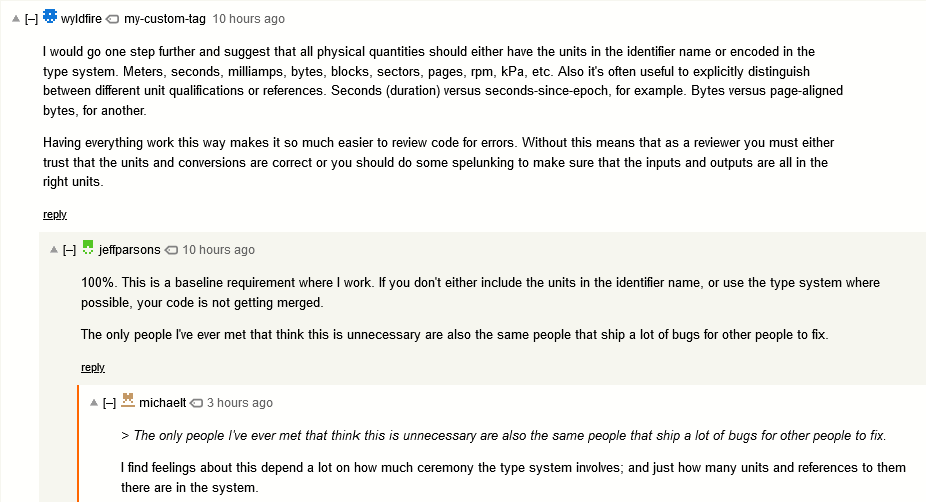 ▲ [–] wyldfire my-custom-tag 10 hours ago
I would go one step further and suggest that all physical quantities should either have the units in the identifier name or encoded in the
type system. Meters, seconds, milliamps, bytes, blocks, sectors, pages, rpm, kPa, etc. Also it's often useful to explicitly distinguish
between different unit qualifications or references. Seconds (duration) versus seconds-since-epoch, for example. Bytes versus page-aligned
bytes, for another.
Having everything work this way makes it so much easier to review code for errors. Without this means that as a reviewer you must either
trust that the units and conversions are correct or you should do some spelunking to make sure that the inputs and outputs are all in the
right units.
reply
▲ [–] jeffparsons 10 hours ago
100%. This is a baseline requirement where I work. If you don't either include the units in the identifier name, or use the type system where
possible, your code is not getting merged.
The only people I've ever met that think this is unnecessary are also the same people that ship a lot of bugs for other people to fix.
reply
▲ [–] michaelt 3 hours ago
> The only people I've ever met that think this is unnecessary are also the same people that ship a lot of bugs for other people to fix.
I find feelings about this depend a lot on how much ceremony the type system involves; and just how many units and references to them
there are in the system.